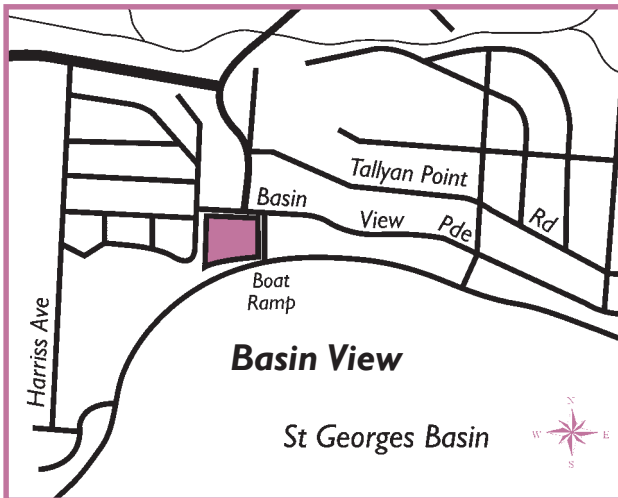 Tallyan Point
Rd
Basin
View
Pde
Boat
Ramp
Harriss Ave
Basin View
St Georges Basin
N
W
E
S